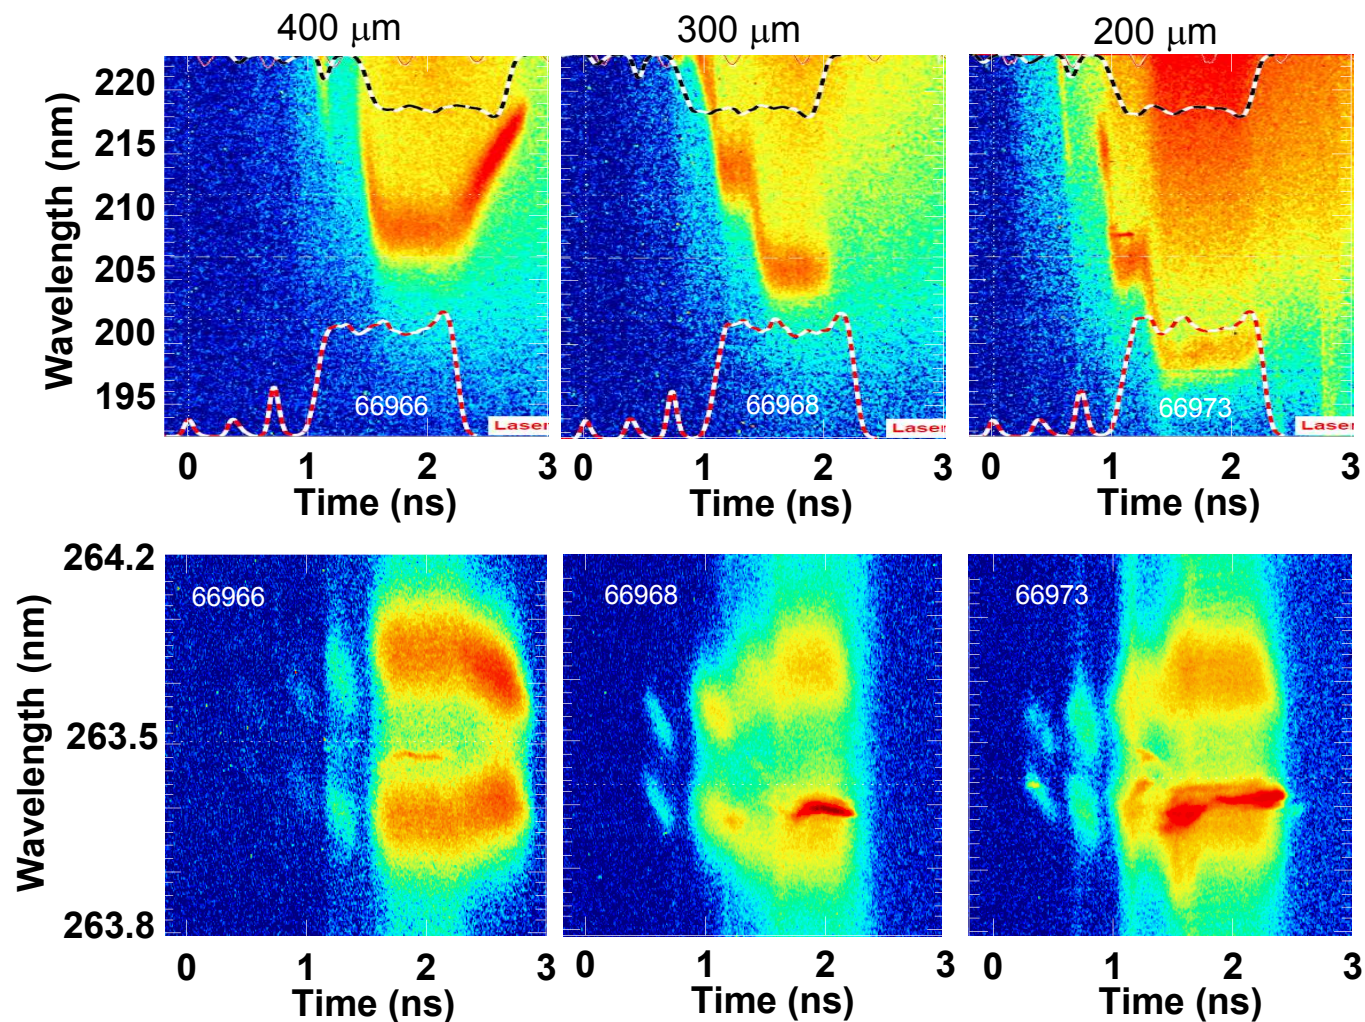 400 μm
300 μm
200 μm
Wavelength (nm)
220
215
210
205
200
195
66966
66968
66973
Laser
Laser
Laser
0 1 2 3
0 1 2 3
0 1 2 3
Time (ns)
Time (ns)
Time (ns)
Wavelength (nm)
264.2
263.5
263.8
66966
66968
66973
0 1 2 3
0 1 2 3
0 1 2 3
Time (ns)
Time (ns)
Time (ns)